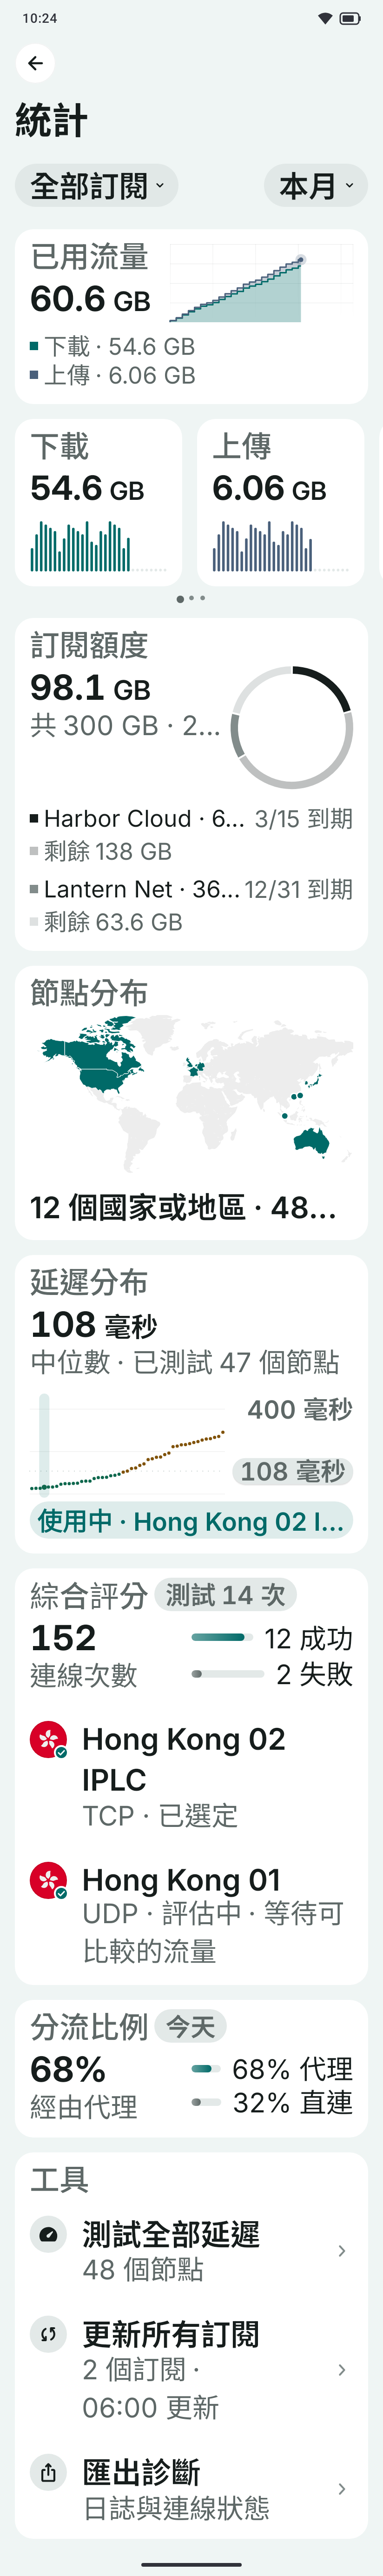 10:24
統計
全部訂閱
本月
已用流量
60.6 GB
下載 · 54.6 GB
上傳 · 6.06 GB
下載
54.6 GB
上傳
6.06 GB
訂閱額度
98.1 GB
共 300 GB · 2…
Harbor Cloud · 6… 3/15 到期
剩餘 138 GB
Lantern Net · 36… 12/31 到期
剩餘 63.6 GB
節點分布
12 個國家或地區 · 48…
延遲分布
108 毫秒
中位數 · 已測試 47 個節點
400 毫秒
108 毫秒
使用中 · Hong Kong 02 I…
綜合評分 測試 14 次
152
連線次數
12 成功
2 失敗
Hong Kong 02
IPLC
TCP · 已選定
Hong Kong 01
UDP · 評估中 · 等待可
比較的流量
分流比例 今天
68%
經由代理
68% 代理
32% 直連
工具
測試全部延遲
48 個節點
更新所有訂閱
2 個訂閱 ·
06:00 更新
匯出診斷
日誌與連線狀態